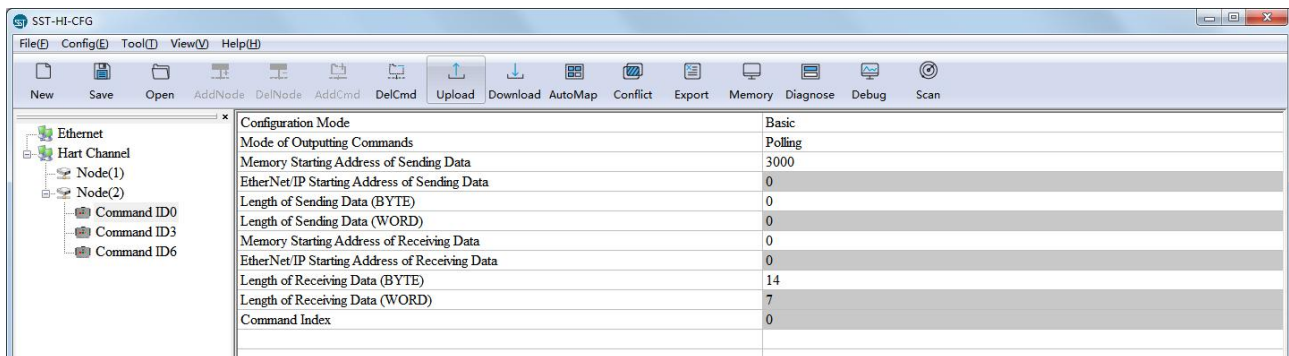 SST SST-HI-CFG
File(F) Config(E) Tool(T) View(V) Help(H)
New Save Open AddNode DelNode AddCmd DelCmd Upload Download AutoMap Conflict Export Memory Diagnose Debug Scan
Ethernet
Hart Channel
Node(1)
Node(2)
Command ID0
Command ID3
Command ID6
Configuration Mode Basic
Mode of Outputting Commands Polling
Memory Starting Address of Sending Data 3000
EtherNet/IP Starting Address of Sending Data 0
Length of Sending Data (BYTE) 0
Length of Sending Data (WORD) 0
Memory Starting Address of Receiving Data 0
EtherNet/IP Starting Address of Receiving Data 0
Length of Receiving Data (BYTE) 14
Length of Receiving Data (WORD) 7
Command Index 0